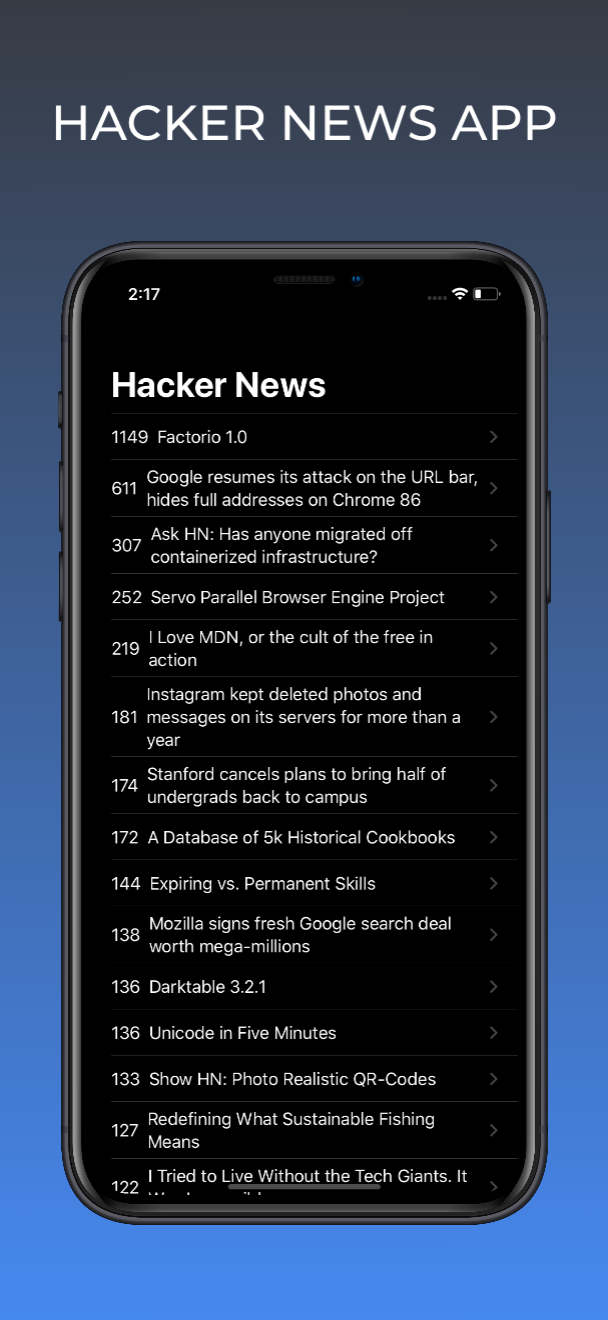 HACKER NEWS APP
2:17
Hacker News
1149 Factorio 1.0
Google resumes its attack on the URL bar,
611
hides full addresses on Chrome 86
Ask HN: Has anyone migrated off
307
containerized infrastructure?
252 Servo Parallel Browser Engine Project
I Love MDN, or the cult of the free in
219
action
Instagram kept deleted photos and
181 messages on its servers for more than a
year
Stanford cancels plans to bring half of
174
undergrads back to campus
172 A Database of 5k Historical Cookbooks
144 Expiring vs. Permanent Skills
Mozilla signs fresh Google search deal
138
worth mega-millions
136 Darktable 3.2.1
136 Unicode in Five Minutes
133 Show HN: Photo Realistic QR-Codes
Redefining What Sustainable Fishing
127
Means
I Tried to Live Without the Tech Giants. It
122